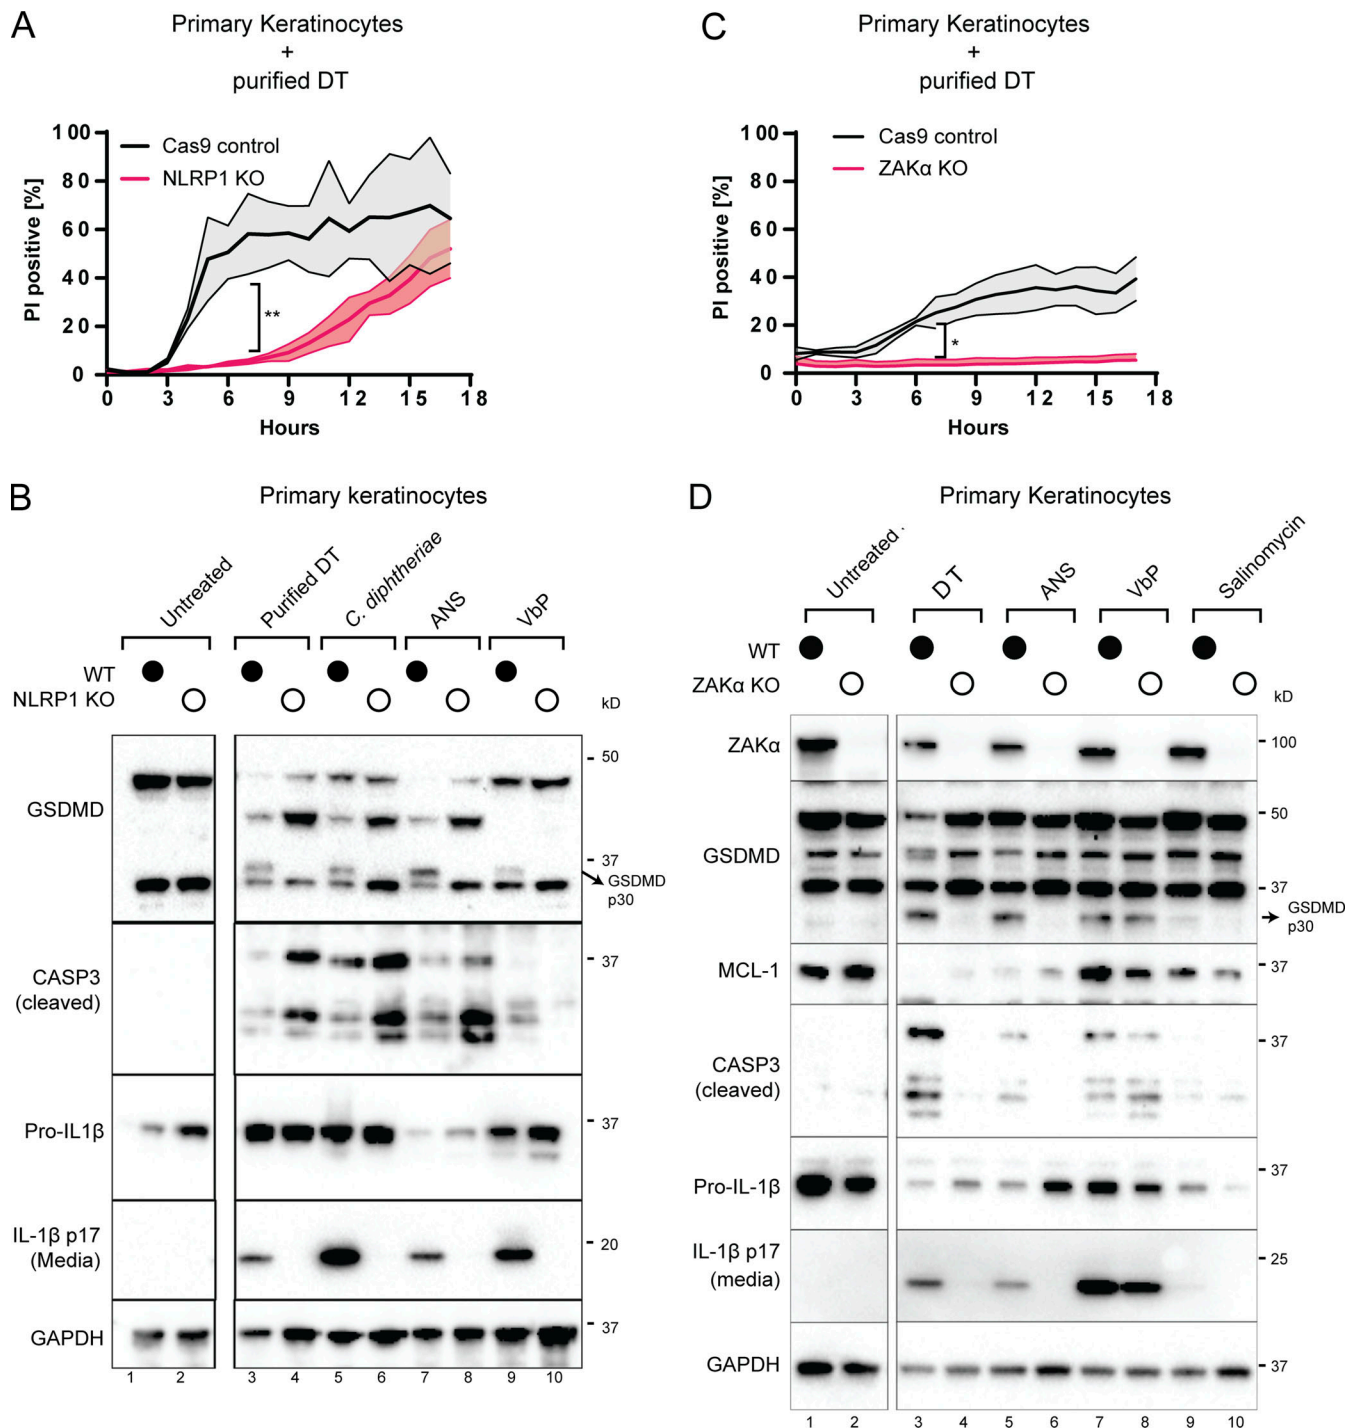 A
Primary Keratinocytes
+
purified DT
PI positive [%]
100
80
60
40
20
0
Cas9 control
NLRP1 KO
**
0 3 6 9 12 15 18
Hours
C
Primary Keratinocytes
+
purified DT
PI positive [%]
100
80
60
40
20
0
Cas9 control
ZAKα KO
*
0 3 6 9 12 15 18
Hours
B
Primary keratinocytes
Untreated
Purified DT
C. diphtheriae
ANS
VbP
WT
NLRP1 KO
kD
GSDMD
50
37
GSDMD
p30
CASP3
(cleaved)
37
Pro-IL1β
37
IL-1β p17
(Media)
20
GAPDH
37
1 2 3 4 5 6 7 8 9 10
D
Primary Keratinocytes
Untreated .
DT
ANS
VbP
Salinomycin
WT
ZAKα KO
kD
ZAKα
100
GSDMD
50
37
GSDMD
p30
MCL-1
37
CASP3
(cleaved)
37
Pro-IL-1β
37
IL-1β p17
(media)
25
GAPDH
37
1 2 3 4 5 6 7 8 9 10